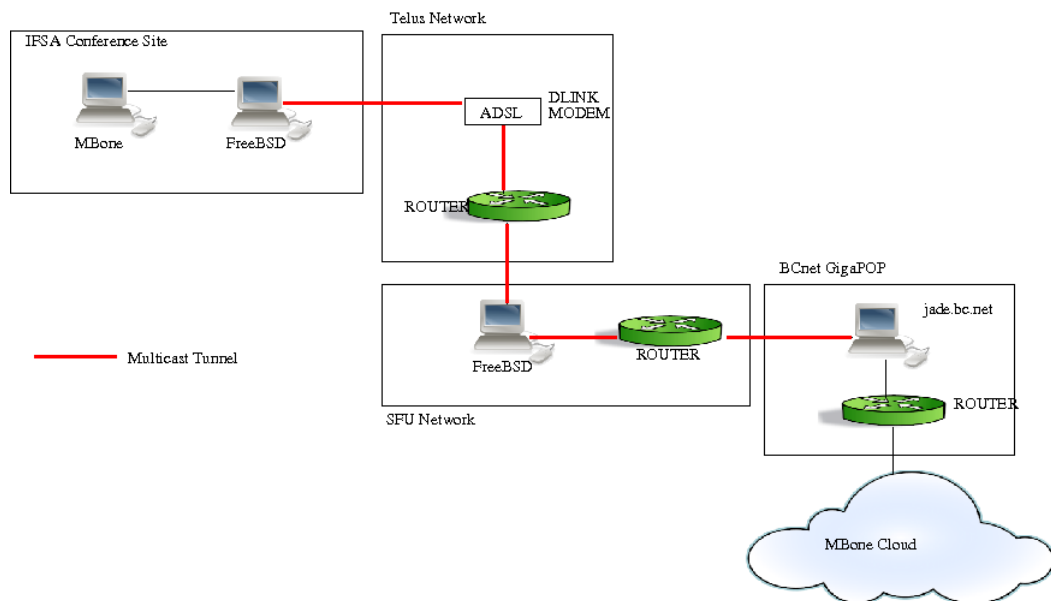 Telus Network
IFSA Conference Site
MBone
FreeBSD
ADSL
DLINK
MODEM
ROUTER
BCnet GigaPOP
jade.bc.net
FreeBSD
ROUTER
SFU Network
ROUTER
Multicast Tunnel
MBone Cloud